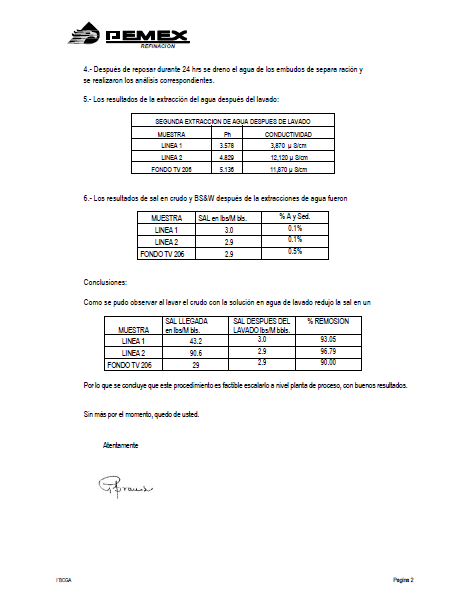 PEMEX
REFINACION
4.- Después de reposar durante 24 hrs se dreno el agua de los embudos de separa ración y
se realizaron los análisis correspondientes.
5.- Los resultados de la extracción del agua después del lavado:
SEGUNDA EXTRACCION DE AGUA DESPUES DE LAVADO
MUESTRA Ph CONDUCTIVIDAD
LINEA 1 3.578 3,870 µ S/cm
LINEA 2 4.829 12,120 µ S/cm
FONDO TV 206 5.136 11,870 µ S/cm
6.- Los resultados de sal en crudo y BS&W después de la extracciones de agua fueron
MUESTRA SAL en lbs/M bls. % A y Sed.
LINEA 1 3.0 0.1%
LINEA 2 2.9 0.1%
FONDO TV 206 2.9 0.5%
Conclusiones:
Como se pudo observar al lavar el crudo con la solución en agua de lavado redujo la sal en un
MUESTRA SAL LLEGADA en lbs/M bls. SAL DESPUES DEL LAVADO lbs/M bbls. % REMOSION
LINEA 1 43.2 3.0 93.05
LINEA 2 90.6 2.9 96.79
FONDO TV 206 29 2.9 90.00
Por lo que se concluye que este procedimiento es factible escalarlo a nivel planta de proceso, con buenos resultados.
Sin más por el momento, quedo de usted.
Atentamente
Página 2